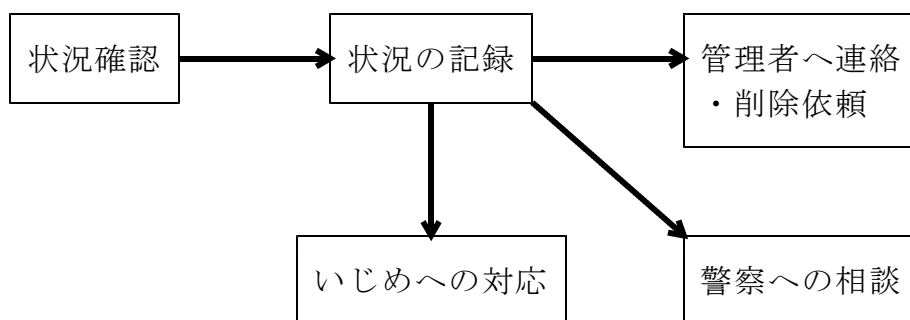 状況確認
状況の記録
管理者へ連絡
・削除依頼
いじめへの対応
警察への相談